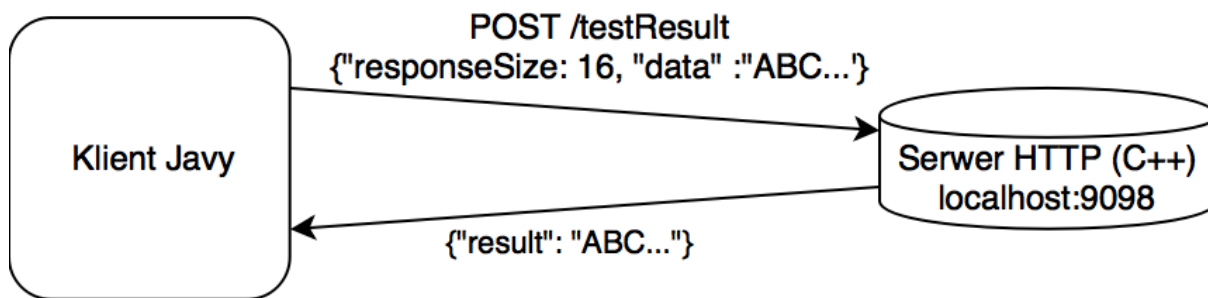 POST /testResult
{"responseSize: 16, "data" :"ABC...'}
Klient Javy
Serwer HTTP (C++)
localhost:9098
{"result": "ABC..."}